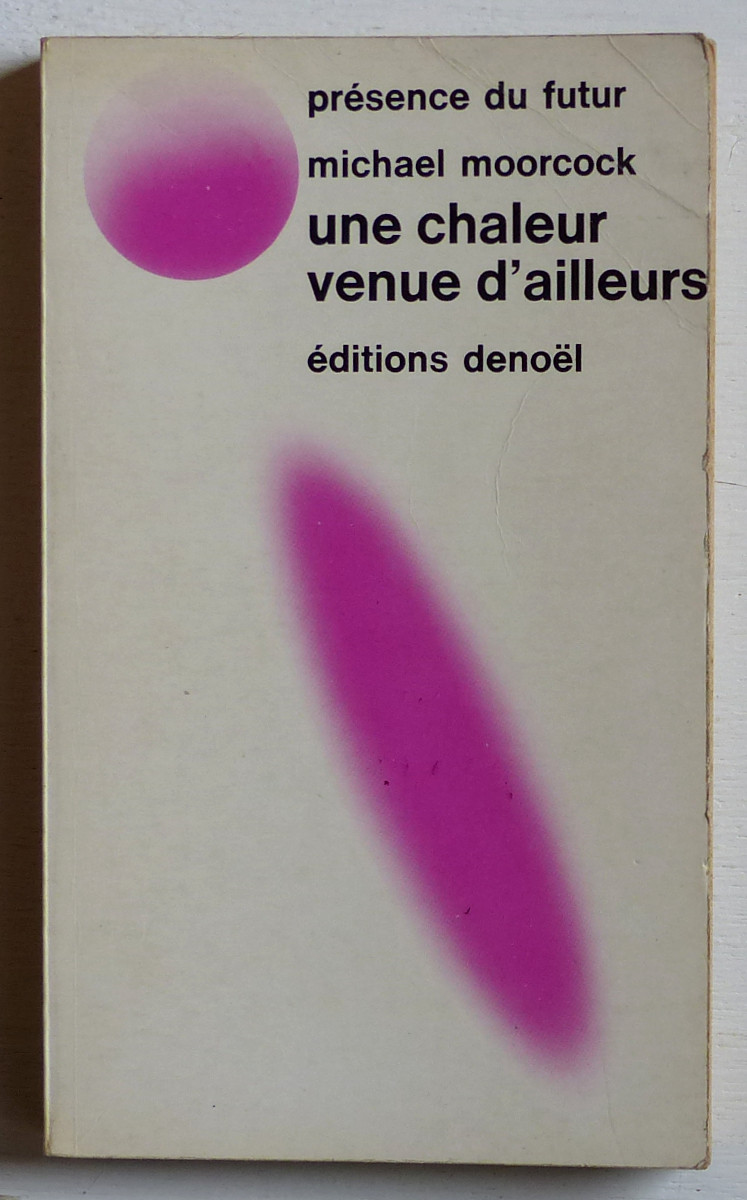 présence du futur
michael moorcock
une chaleur
venue d’ailleurs
éditions denoël